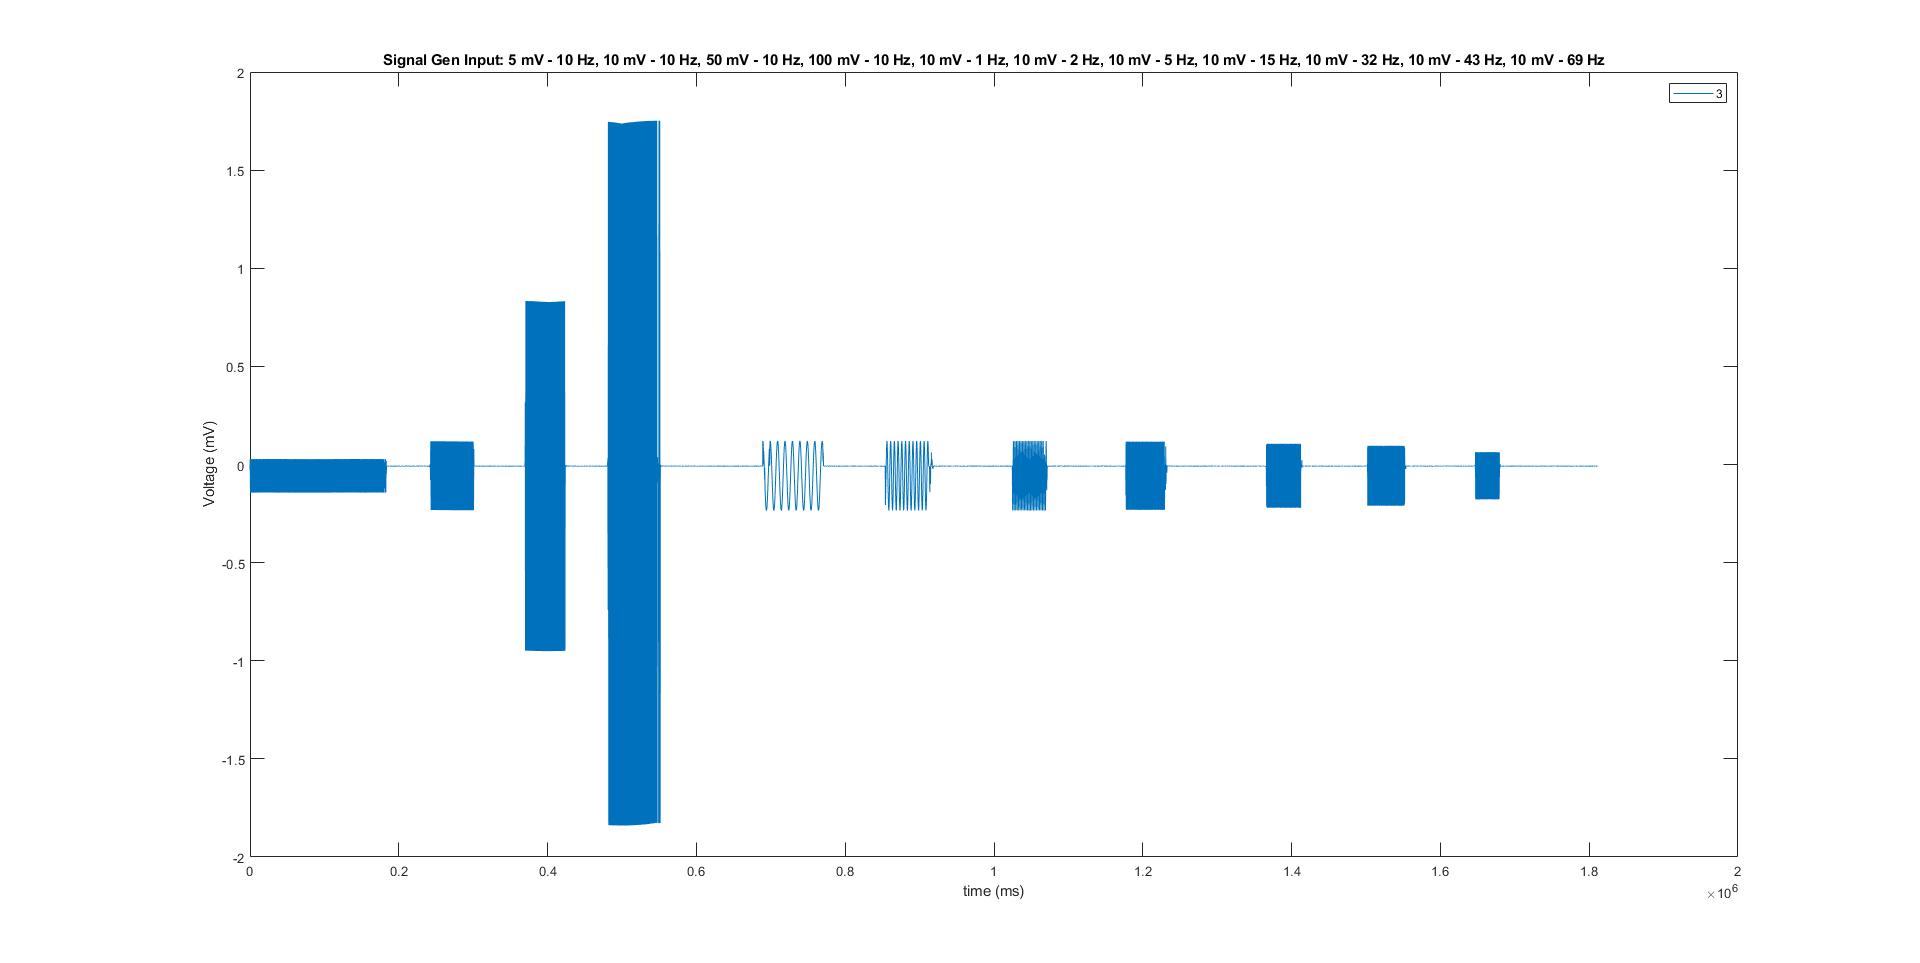 Signal Gen Input: 5 mV - 10 Hz, 10 mV - 10 Hz, 50 mV - 10 Hz, 100 mV - 10 Hz, 10 mV - 1 Hz, 10 mV - 2 Hz, 10 mV - 5 Hz, 10 mV - 15 Hz, 10 mV - 32 Hz, 10 mV - 43 Hz, 10 mV - 69 Hz
3
2
1.5
1
0.5
0
-0.5
-1
-1.5
-2
Voltage (mV)
0 0.2 0.4 0.6 0.8 1 1.2 1.4 1.6 1.8 2
time (ms)
×10⁶